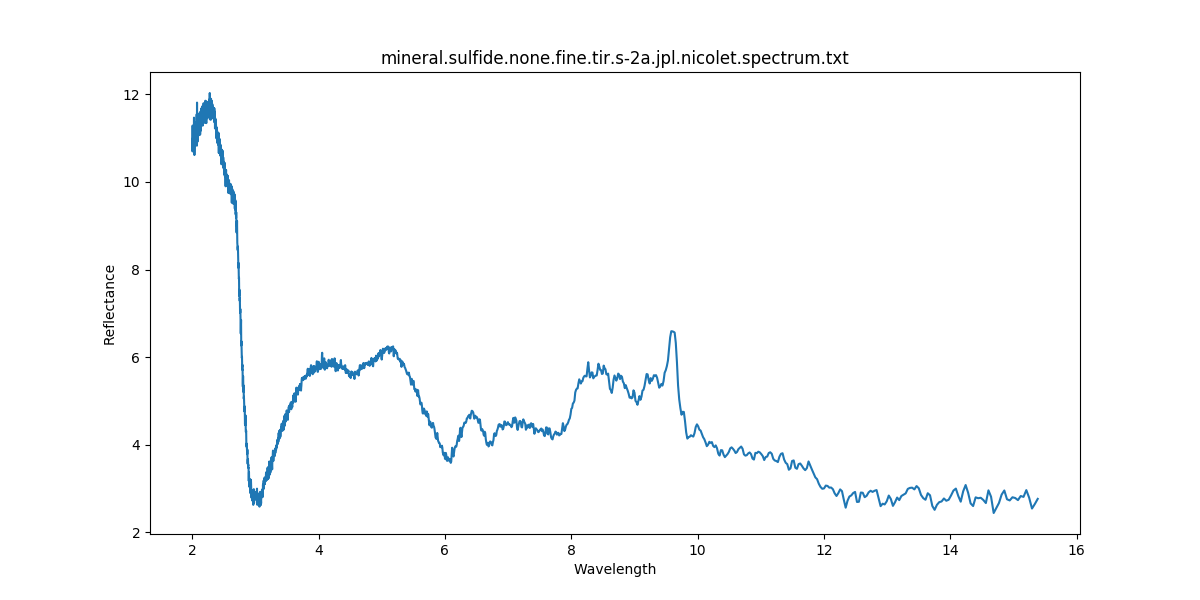 mineral.sulfide.none.fine.tir.s-2a.jpl.nicolet.spectrum.txt
12
10
8
6
4
2
Reflectance
2 4 6 8 10 12 14 16
Wavelength